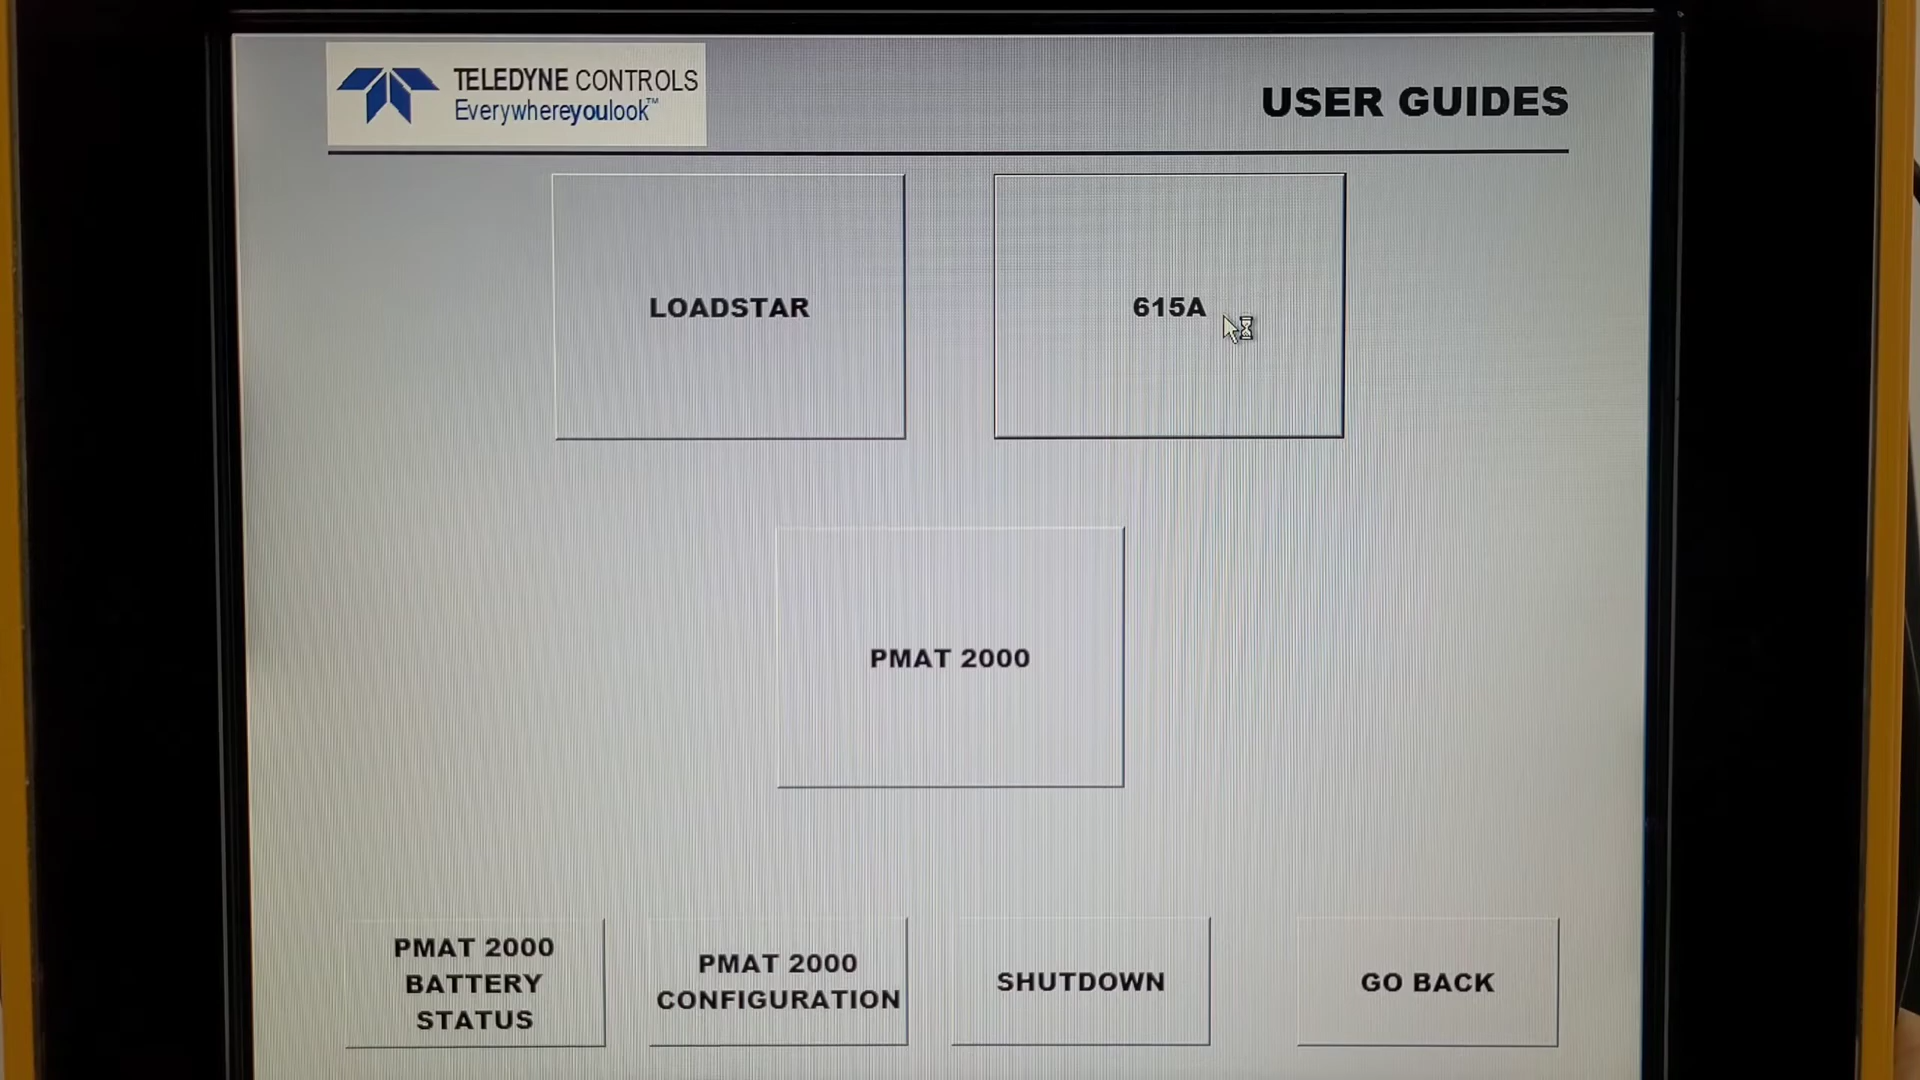 TELEDYNE CONTROLS
Everywhereyoulook™
USER GUIDES
LOADSTAR
615A
PMAT 2000
PMAT 2000
BATTERY
STATUS
PMAT 2000
CONFIGURATION
SHUTDOWN
GO BACK